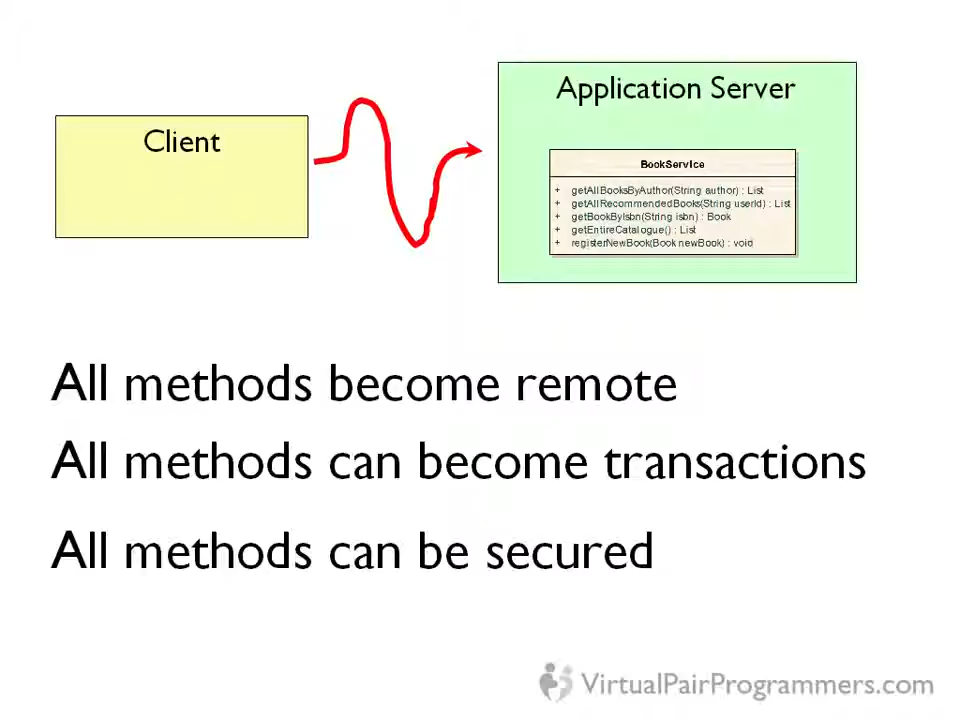 Client
Application Server
BookService
+ getAllBooksByAuthor(String author) : List
+ getAllRecommendedBooks(String userId) : List
+ getBookByIsbn(String isbn) : Book
+ getEntireCatalogue() : List
+ registerNewBook(Book newBook) : void
All methods become remote
All methods can become transactions
All methods can be secured
VirtualPairProgrammers.com